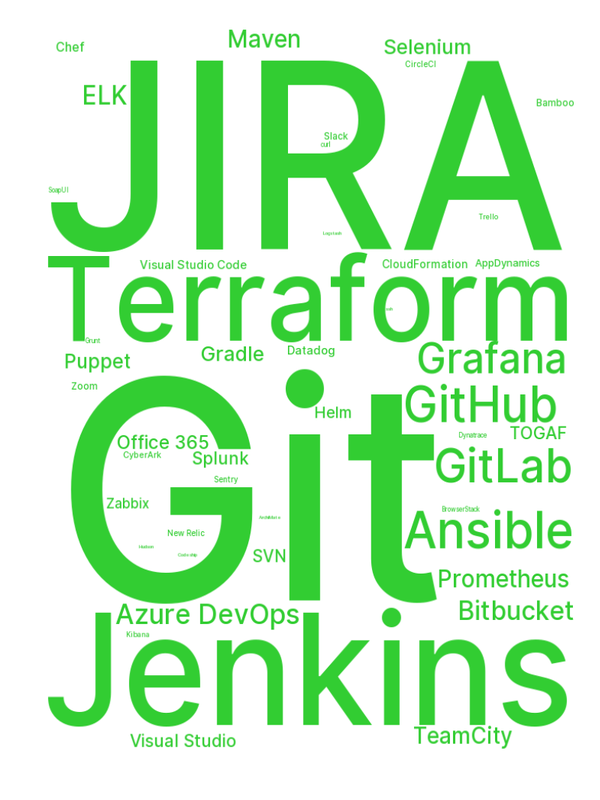 Maven
Chef
Selenium
CircleCI
JIRA
ELK
Bamboo
Slack
curl
SoapUI
Trello
Visual Studio Code
CloudFormation
AppDynamics
Terraform
Grunt
Puppet
Gradle
Datadog
Grafana
Zoom
Git
GitHub
Helm
Office 365
TOGAF
Dynatrace
CyberArk
Splunk
GitLab
Sentry
Zabbix
BrowserStack
Ansible
New Relic
SVN
Prometheus
Azure DevOps
Bitbucket
Kibana
Jenkins
Visual Studio
TeamCity